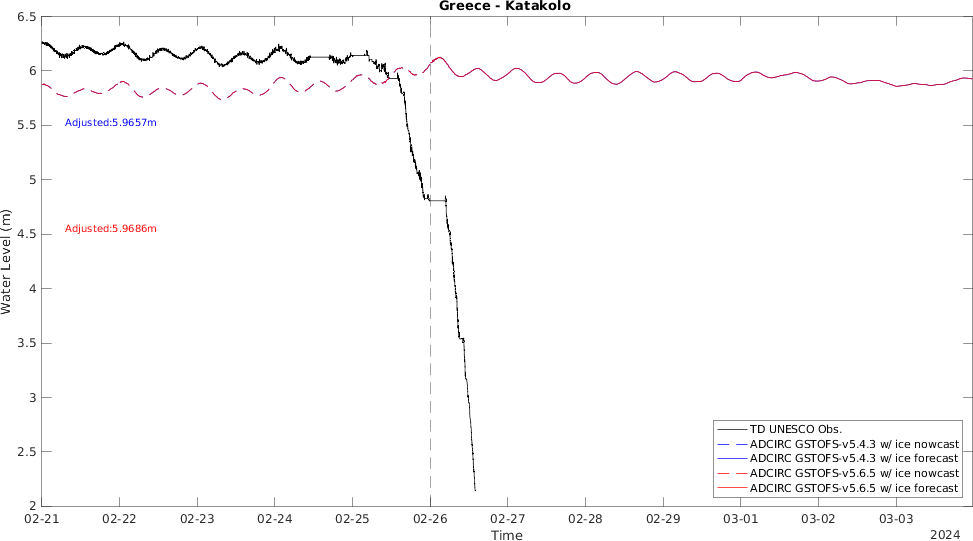 Greece - Katakolo
6.5
6
5.5
5
4.5
4
3.5
3
2.5
2
Water Level (m)
Adjusted:5.9657m
Adjusted:5.9686m
TD UNESCO Obs.
ADCIRC GSTOFS-v5.4.3 w/ ice nowcast
ADCIRC GSTOFS-v5.4.3 w/ ice forecast
ADCIRC GSTOFS-v5.6.5 w/ ice nowcast
ADCIRC GSTOFS-v5.6.5 w/ ice forecast
02-21 02-22 02-23 02-24 02-25 02-26 02-27 02-28 02-29 03-01 03-02 03-03
Time
2024